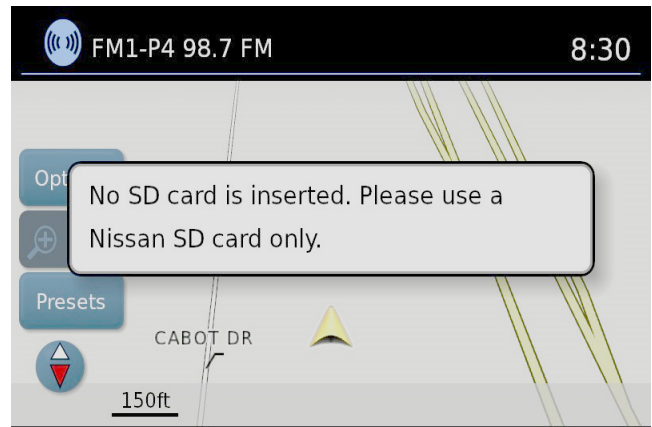 FM1-P4 98.7 FM
8:30
Opt
No SD card is inserted. Please use a
Nissan SD card only.
Presets
CABOT DR
150ft